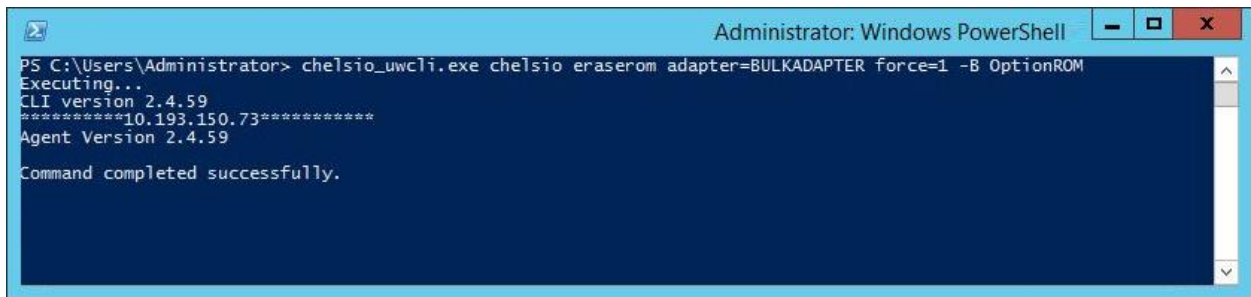 Administrator: Windows PowerShell
PS C:\Users\Administrator> chelsio_uwcli.exe chelsio eraserom adapter=BULKADAPTER force=1 -B OptionROM
Executing...
CLI version 2.4.59
**********10.193.150.73***********
Agent Version 2.4.59
Command completed successfully.